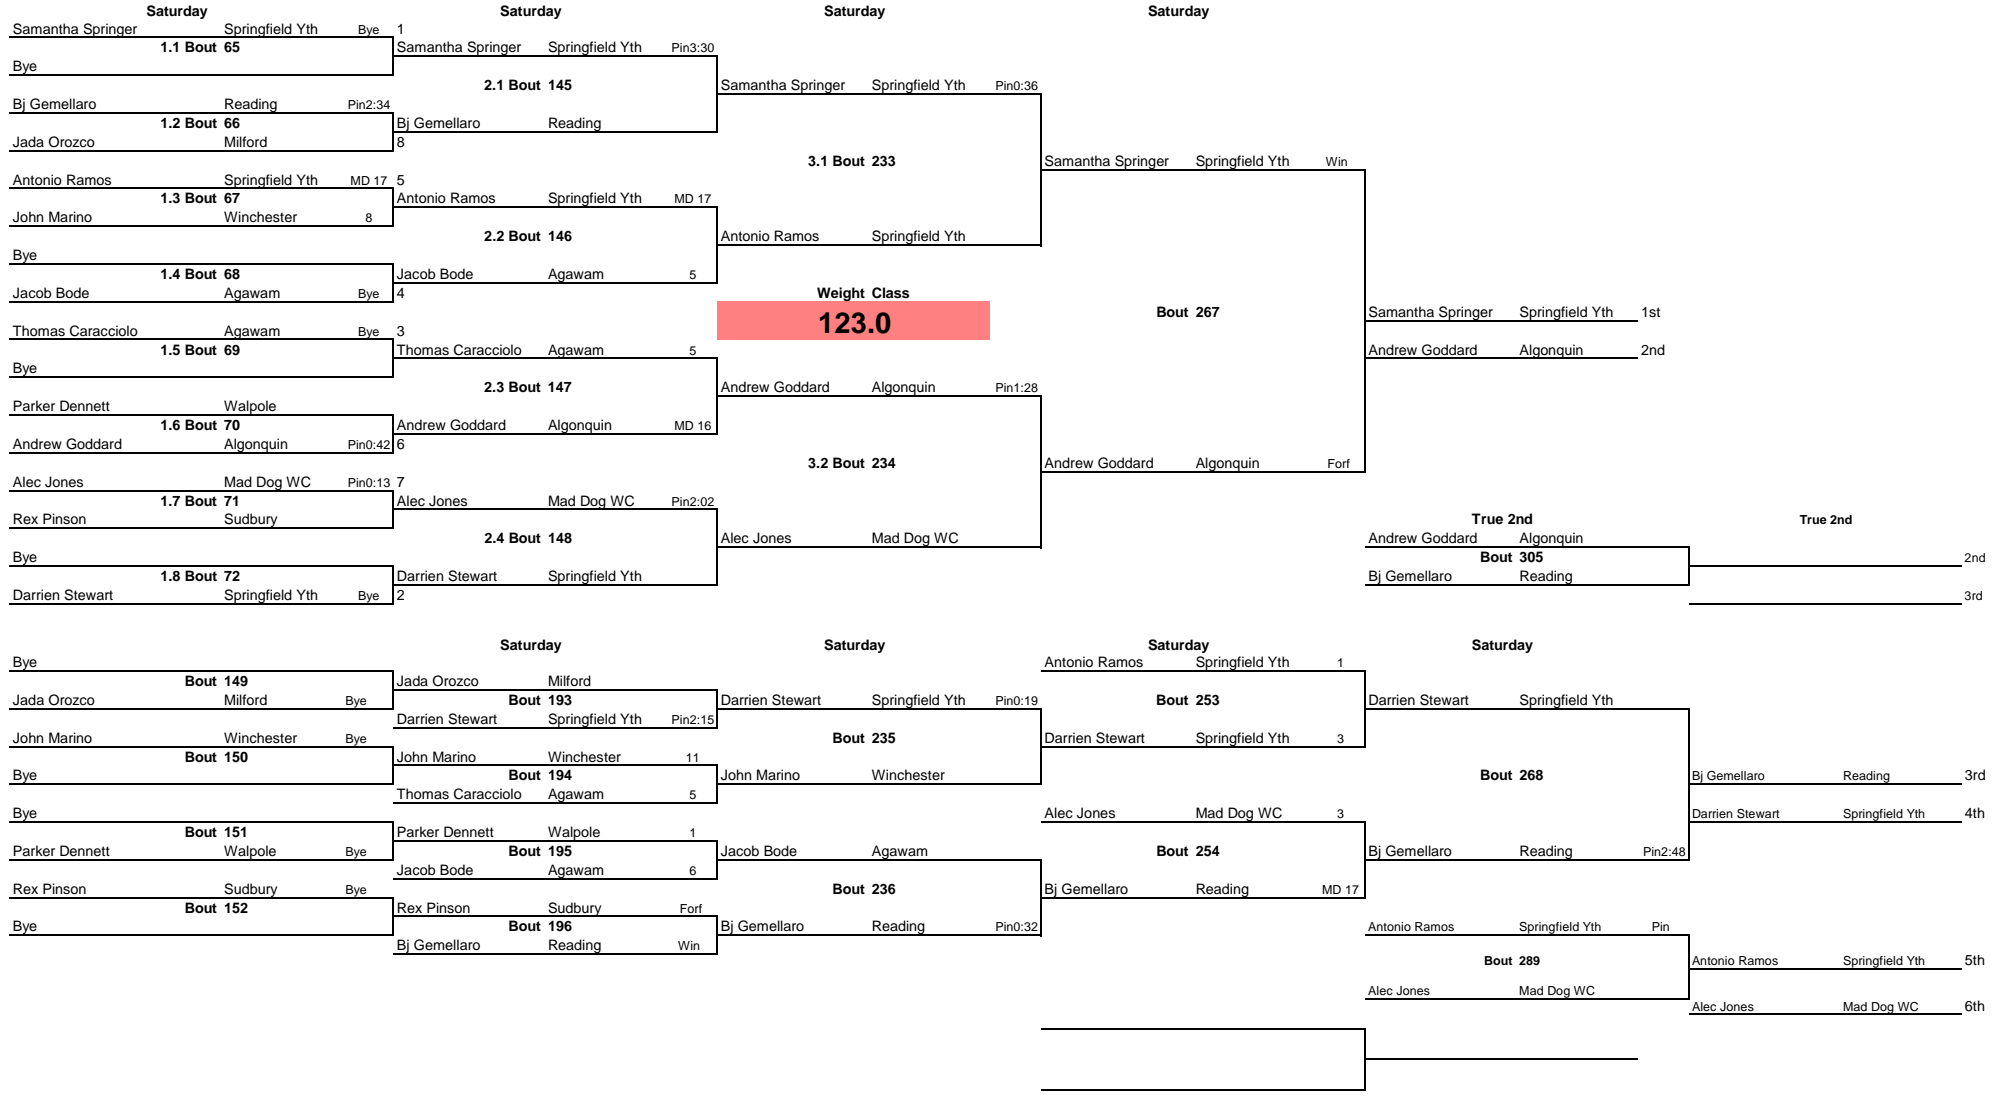 Saturday Saturday Saturday Saturday
Samantha Springer Springfield Yth Bye 1
1.1 Bout 65 Samantha Springer Springfield Yth Pin3:30
Bye
2.1 Bout 145 Samantha Springer Springfield Yth Pin0:36
Bj Gemellaro Reading Pin2:34
1.2 Bout 66 Bj Gemellaro Reading
Jada Orozco Milford 8
3.1 Bout 233 Samantha Springer Springfield Yth Win
Antonio Ramos Springfield Yth MD 17 5
1.3 Bout 67 Antonio Ramos Springfield Yth MD 17
John Marino Winchester 8
2.2 Bout 146 Antonio Ramos Springfield Yth
Bye
1.4 Bout 68 Jacob Bode Agawam 5
Jacob Bode Agawam Bye 4 Weight Class
Bout 267 Samantha Springer Springfield Yth 1st
123.0
Thomas Caracciolo Agawam Bye 3
1.5 Bout 69 Thomas Caracciolo Agawam 5 Andrew Goddard Algonquin 2nd
Bye
2.3 Bout 147 Andrew Goddard Algonquin Pin1:28
Parker Dennett Walpole
1.6 Bout 70 Andrew Goddard Algonquin MD 16
Andrew Goddard Algonquin Pin0:42 6
3.2 Bout 234 Andrew Goddard Algonquin Forf
Alec Jones Mad Dog WC Pin0:13 7
1.7 Bout 71 Alec Jones Mad Dog WC Pin2:02
Rex Pinson Sudbury True 2nd True 2nd
2.4 Bout 148 Alec Jones Mad Dog WC Andrew Goddard Algonquin
Bye Bout 305 2nd
1.8 Bout 72 Darrien Stewart Springfield Yth Bj Gemellaro Reading
Darrien Stewart Springfield Yth Bye 2 3rd
Saturday Saturday Saturday Saturday
Bye Antonio Ramos Springfield Yth 1
Bout 149 Jada Orozco Milford
Jada Orozco Milford Bye Bout 193 Darrien Stewart Springfield Yth Pin0:19 Bout 253 Darrien Stewart Springfield Yth
Darrien Stewart Springfield Yth Pin2:15
John Marino Winchester Bye Bout 235 Darrien Stewart Springfield Yth 3
Bout 150 John Marino Winchester 11
Bye Bout 194 John Marino Winchester Bout 268 Bj Gemellaro Reading 3rd
Thomas Caracciolo Agawam 5
Bye Alec Jones Mad Dog WC 3 Darrien Stewart Springfield Yth 4th
Bout 151 Parker Dennett Walpole 1
Parker Dennett Walpole Bye Bout 195 Jacob Bode Agawam Bout 254 Bj Gemellaro Reading Pin2:48
Jacob Bode Agawam 6
Rex Pinson Sudbury Bye Bout 236 Bj Gemellaro Reading MD 17
Bout 152 Rex Pinson Sudbury Forf
Bye Bout 196 Bj Gemellaro Reading Pin0:32 Antonio Ramos Springfield Yth Pin
Bj Gemellaro Reading Win
Bout 289 Antonio Ramos Springfield Yth 5th
Alec Jones Mad Dog WC
Alec Jones Mad Dog WC 6th